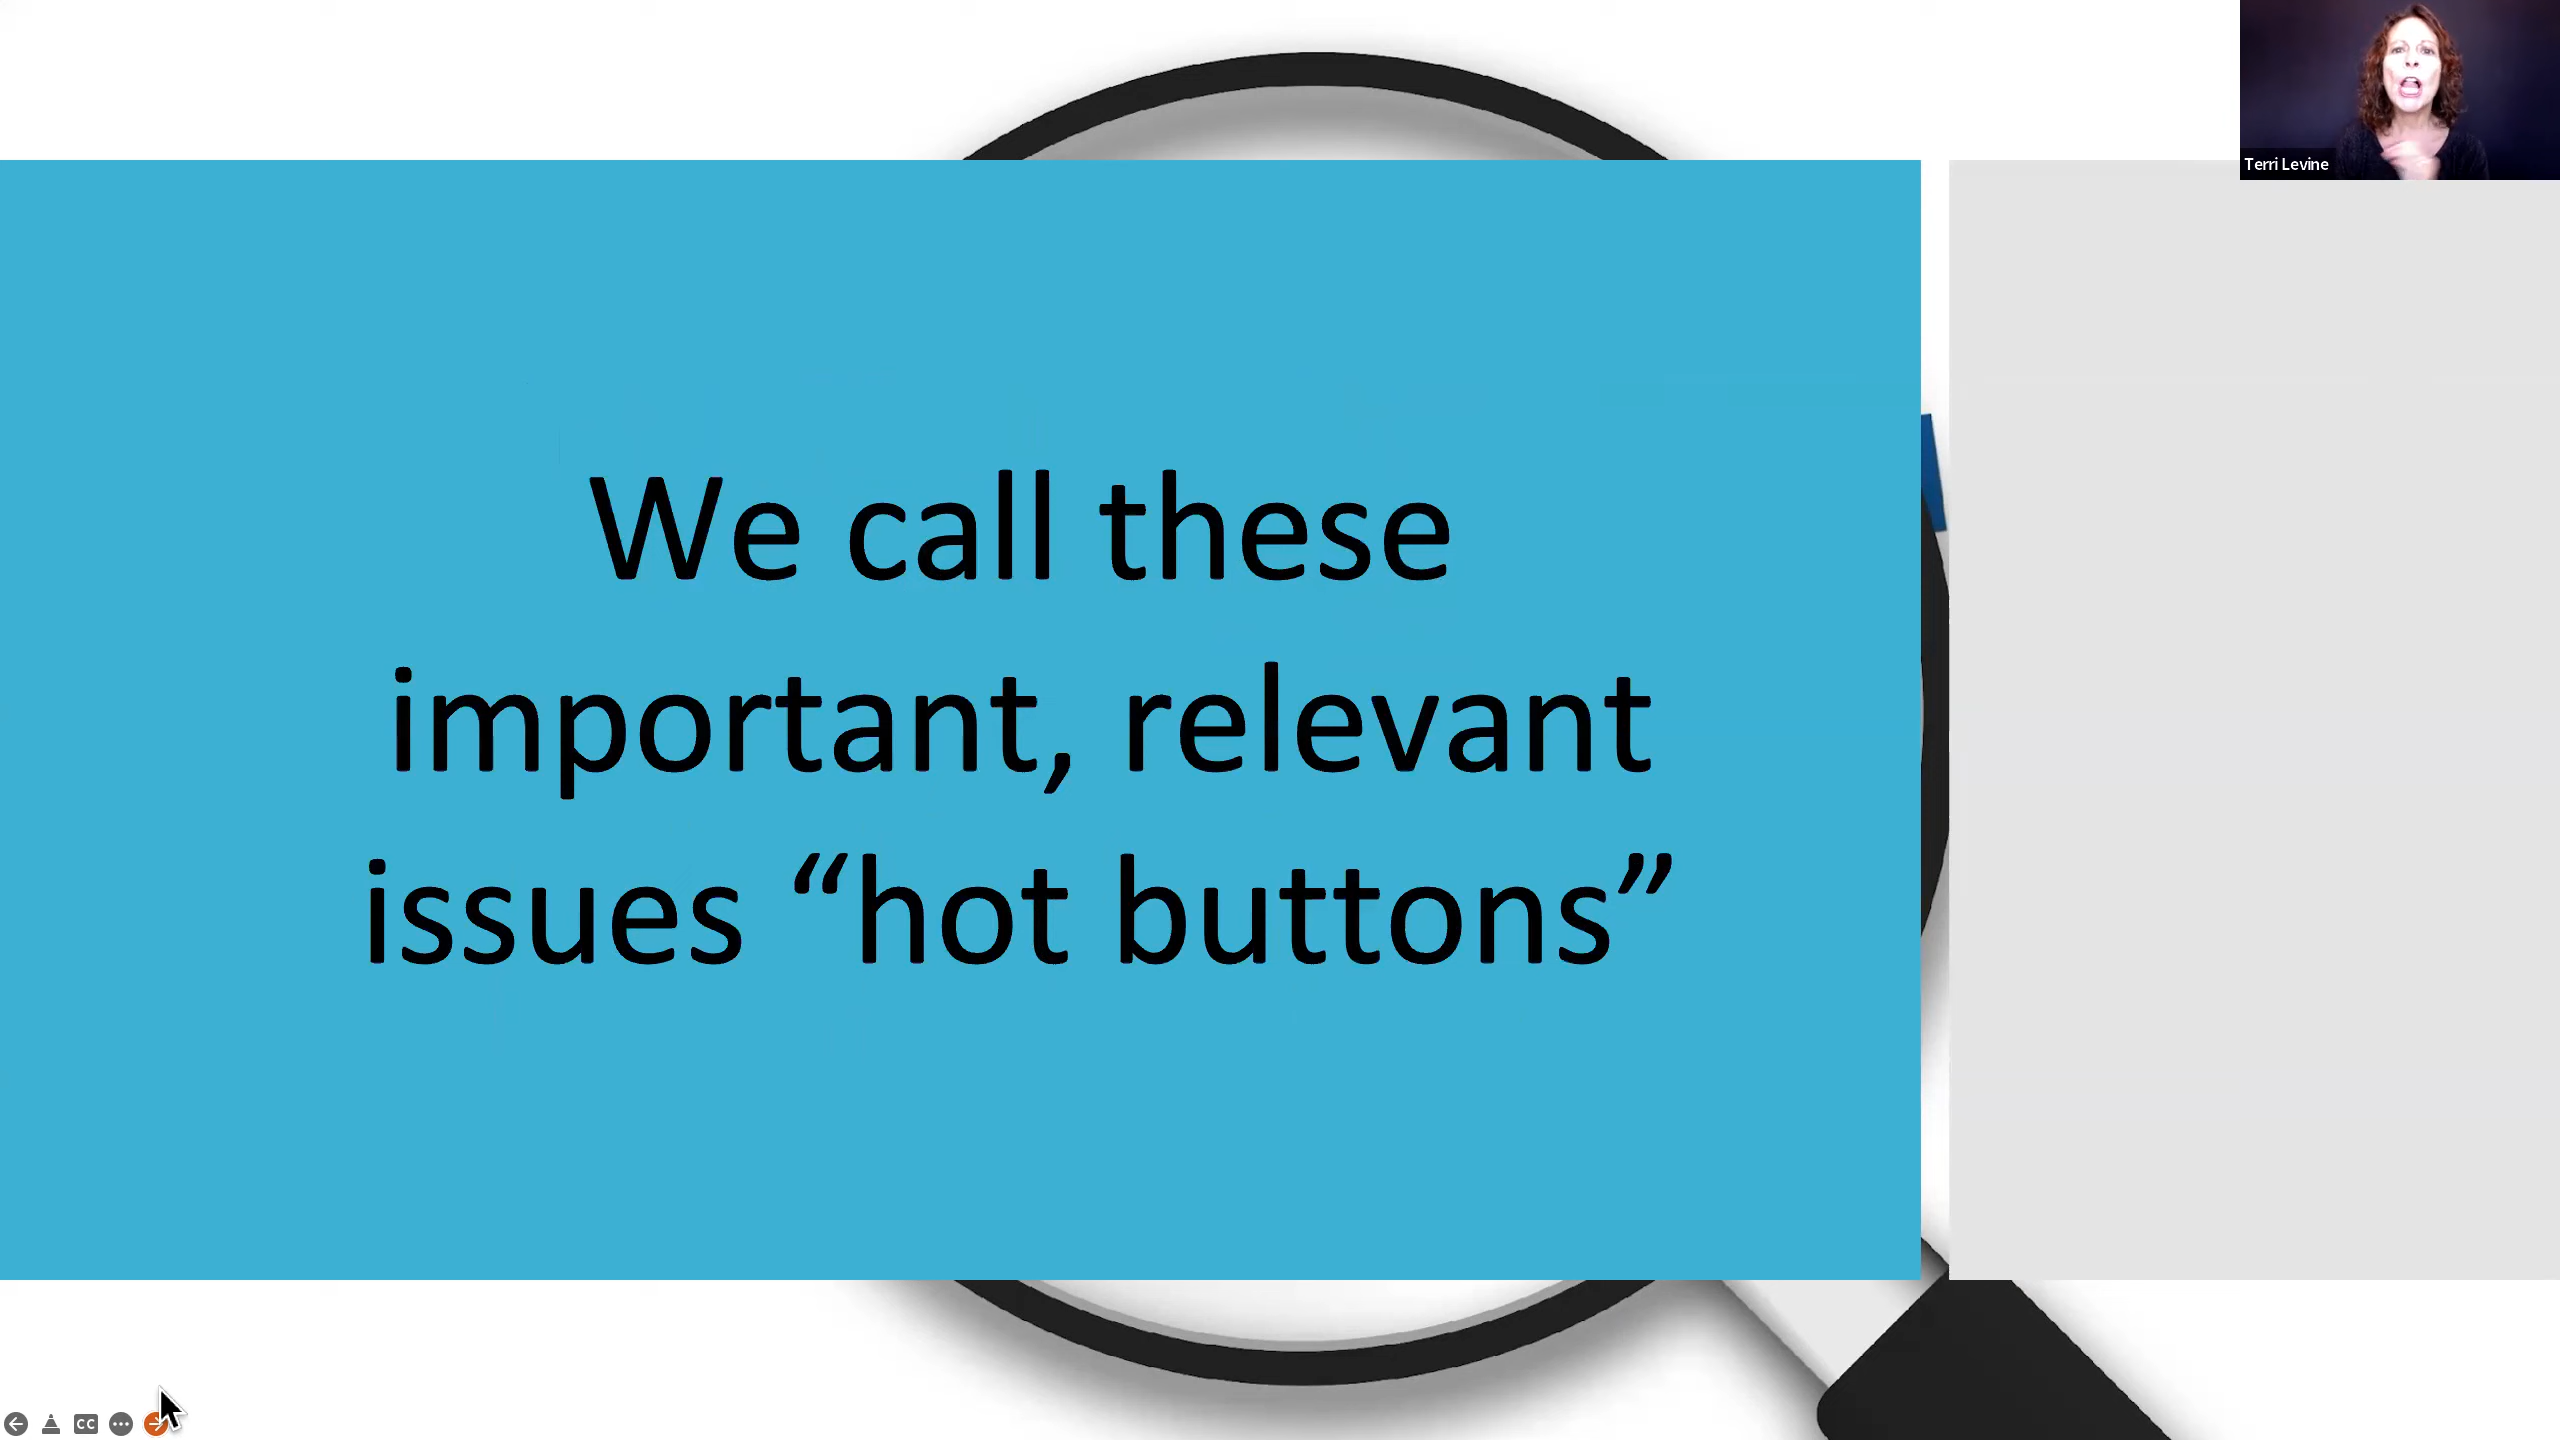 Terri Levine
We call these
important, relevant
issues “hot buttons”
CC